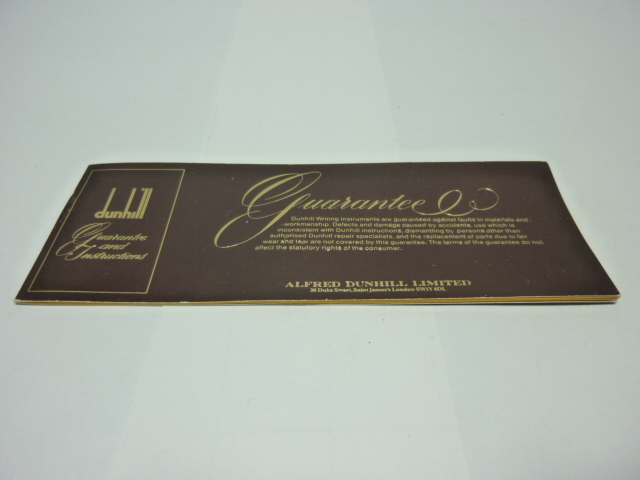 dunhill
Guarantee
and
Instructions
Guarantee
Dunhill Writing Instruments are guaranteed against faults in materials and
workmanship. Defects and damage caused by accidents, use which is
inconsistent with Dunhill instructions, dismantling by persons other than
authorised Dunhill repair specialists, and the replacement of parts due to fair
wear and tear are not covered by this guarantee. The terms of the guarantee do not
affect the statutory rights of the consumer.
ALFRED DUNHILL LIMITED
30 Duke Street, Saint James's London SW1Y 6DL